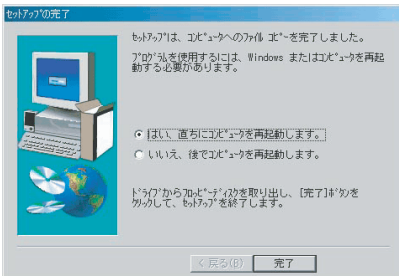 ｾｯﾄｱｯﾌﾟの完了
ｾｯﾄｱｯﾌﾟは、ｺﾝﾋﾟｭｰﾀへのﾌｧｲﾙ ｺﾋﾟｰを完了しました。
ﾌﾟﾛｸﾞﾗﾑを使用するには、Windows またはｺﾝﾋﾟｭｰﾀを再起
動する必要があります。
はい、直ちにｺﾝﾋﾟｭｰﾀを再起動します。
いいえ、後でｺﾝﾋﾟｭｰﾀを再起動します。
ﾄﾞﾗｲﾌﾞからﾌﾛｯﾋﾟｰﾃﾞｨｽｸを取り出し、[完了]ﾎﾞﾀﾝを
ｸﾘｯｸして、ｾｯﾄｱｯﾌﾟを終了します。
< 戻る(B)
完了